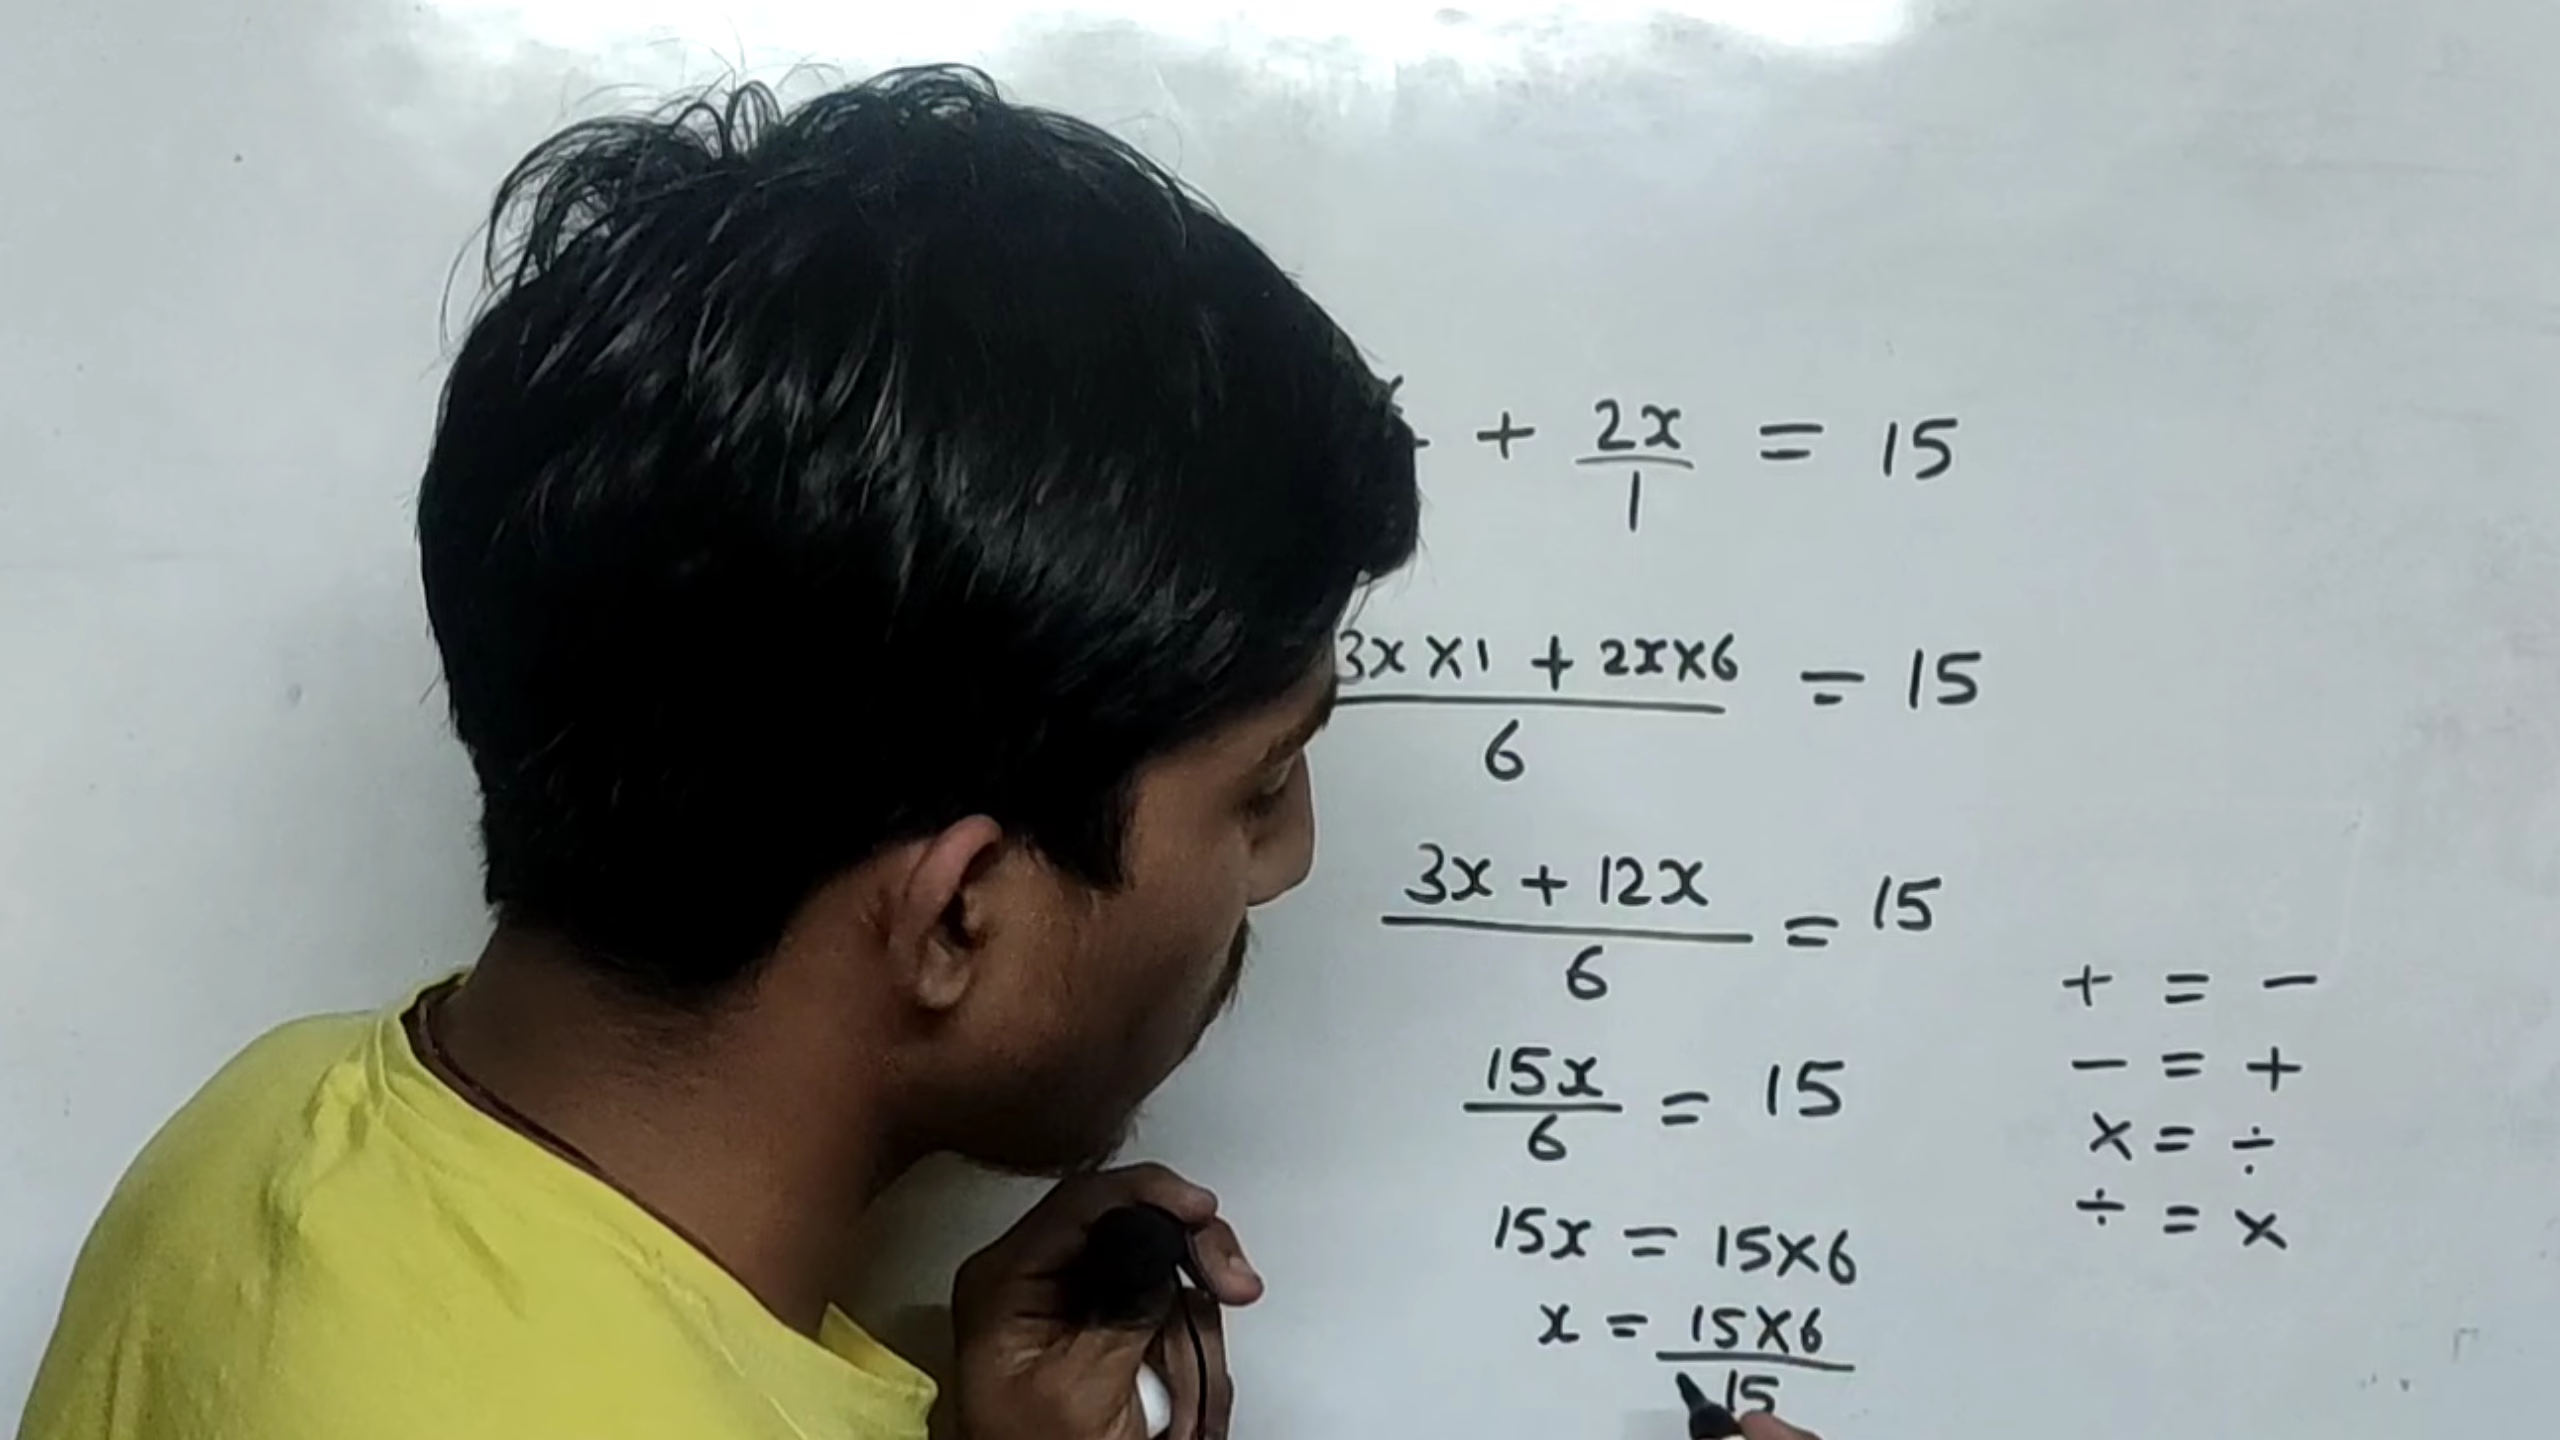 + 2x/1 = 15
3x×1 + 2x×6 / 6 = 15
3x + 12x / 6 = 15
15x/6 = 15
15x = 15×6
x = 15×6 / 15
+ = −
− = +
× = ÷
÷ = ×